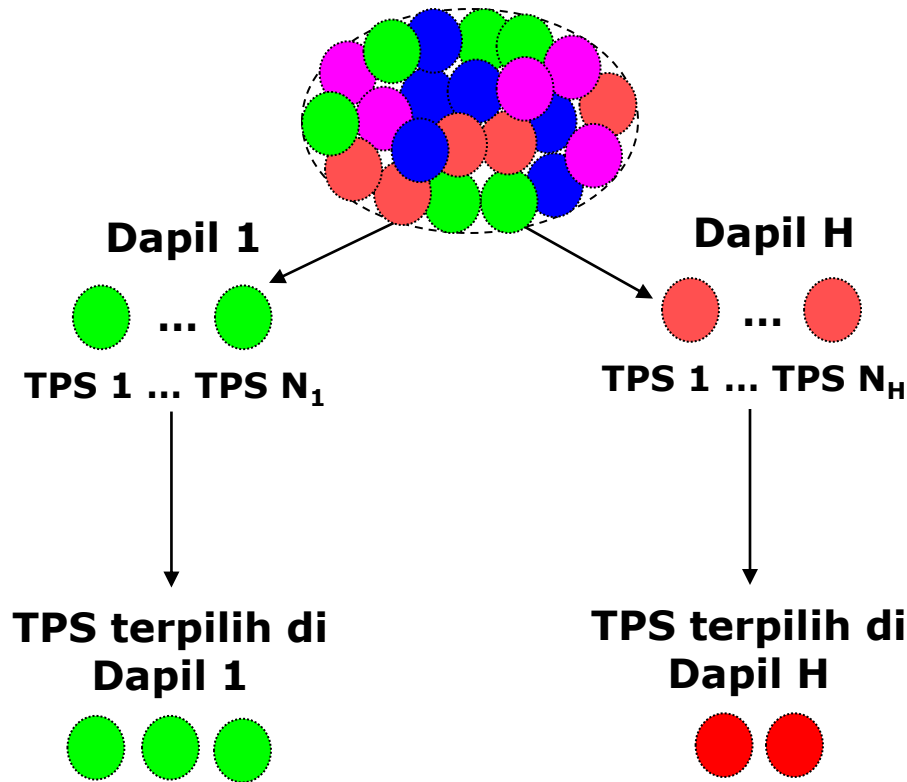 Dapil 1
... 
TPS 1 ... TPS N₁
TPS terpilih di
Dapil 1
Dapil H
...
TPS 1 ... TPS N_H
TPS terpilih di
Dapil H